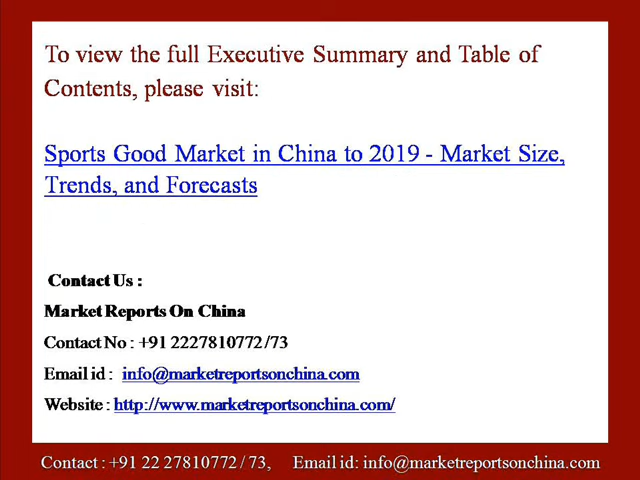 To view the full Executive Summary and Table of
Contents, please visit:
Sports Good Market in China to 2019 - Market Size,
Trends, and Forecasts
Contact Us :
Market Reports On China
Contact No : +91 2227810772 /73
Email id : info@marketreportsonchina.com
Website : http://www.marketreportsonchina.com/
Contact : +91 22 27810772 / 73, Email id: info@marketreportsonchina.com